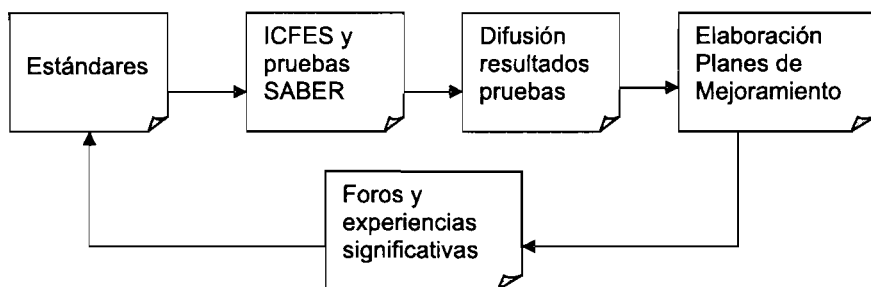 Estándares
ICFES y
pruebas
SABER
Difusión
resultados
pruebas
Elaboración
Planes de
Mejoramiento
Foros y
experiencias
significativas